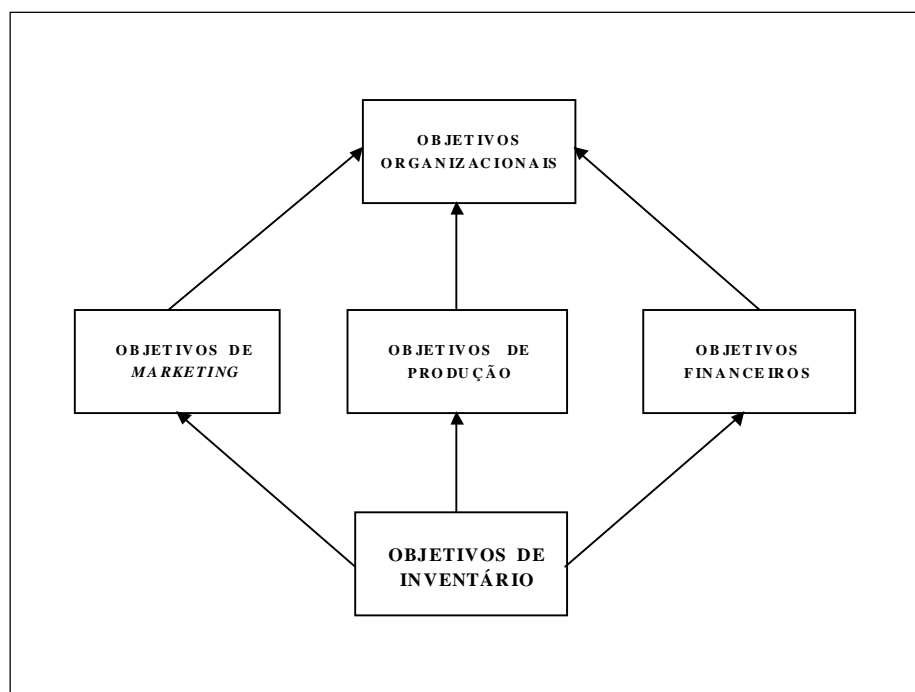 OBJETIVOS
ORGANIZACIONAIS
OBJETIVOS DE
MARKETING
OBJETIVOS DE
PRODUÇÃO
OBJETIVOS
FINANCEIROS
OBJETIVOS DE
INVENTÁRIO